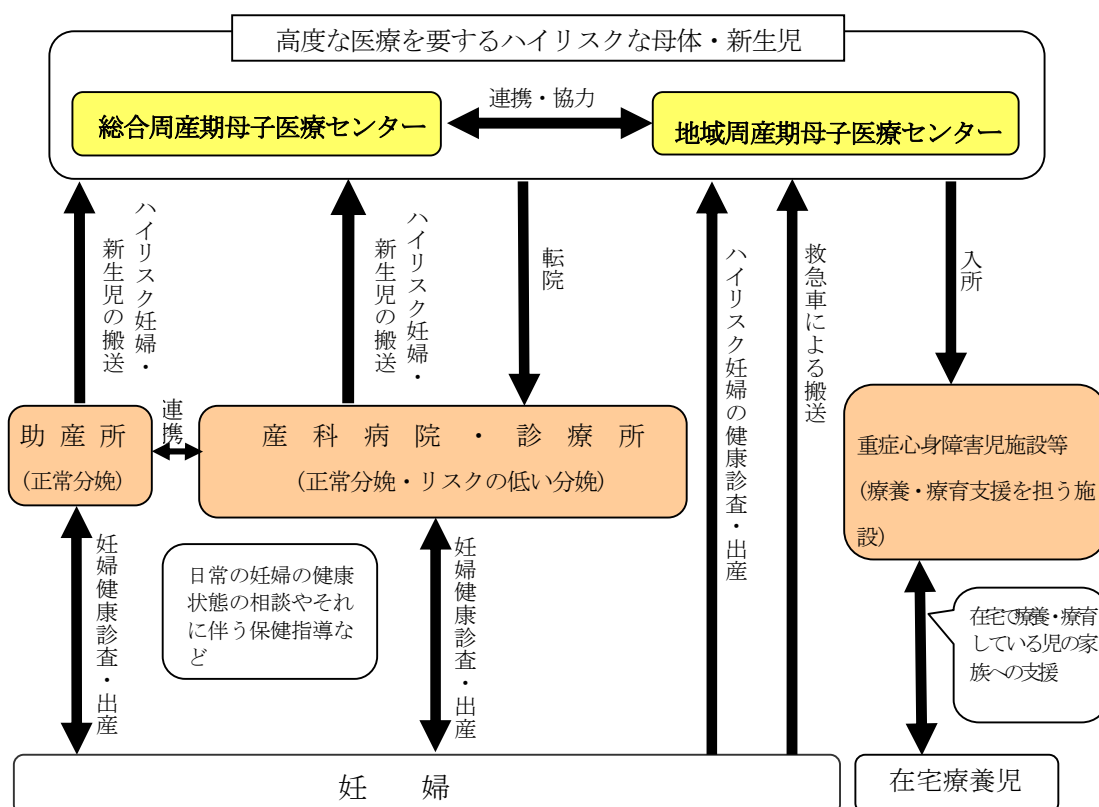 高度な医療を要するハイリスクな母体・新生児
連携・協力
総合周産期母子医療センター
地域周産期母子医療センター
ハイリスク妊婦・
新生児の搬送
ハイリスク妊婦・
新生児の搬送
転院
ハイリスク妊婦の健康診査・出産
救急車による搬送
入所
助産所
(正常分娩)
連携
産科病院・診療所
(正常分娩・リスクの低い分娩)
重症心身障害児施設等
(療養・療育支援を担う施
設)
妊婦健康診査・出産
日常の妊婦の健康
状態の相談やそれ
に伴う保健指導な
ど
妊婦健康診査・出産
在宅で療養・療育
している児の家
族への支援
妊婦
在宅療養児